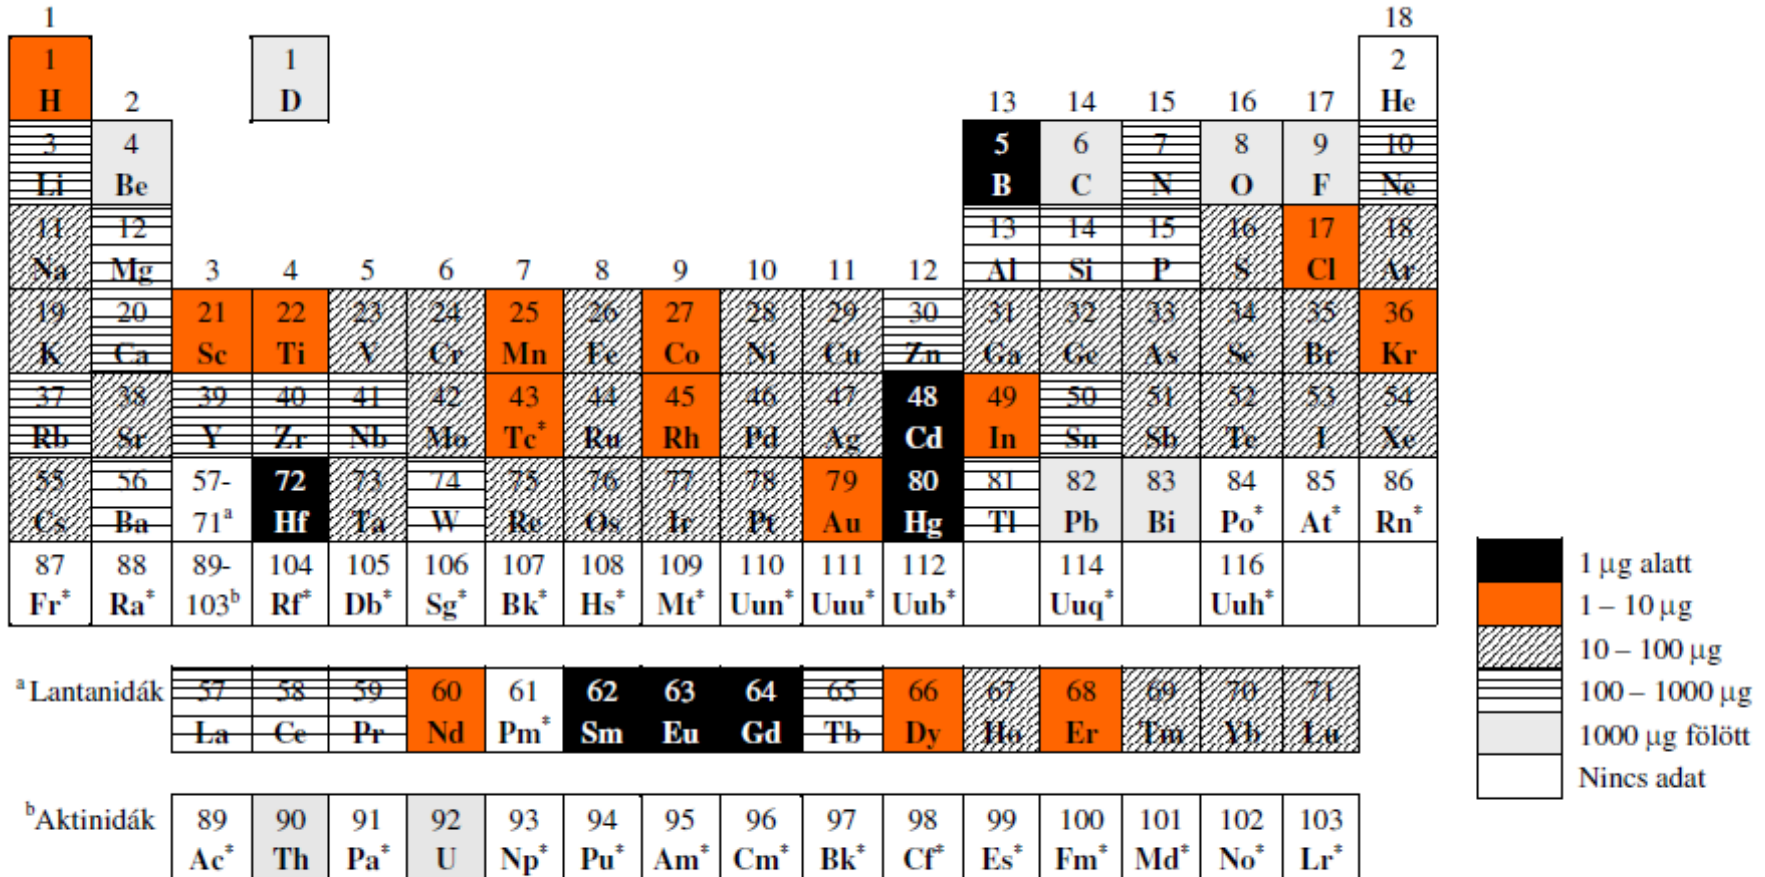 1 18
1 1 2
H 2 D 13 14 15 16 17 He
3 4 5 6 7 8 9 10
Li Be B C N O F Ne
11 12 13 14 15 16 17 18
Na Mg 3 4 5 6 7 8 9 10 11 12 Al Si P S Cl Ar
19 20 21 22 23 24 25 26 27 28 29 30 31 32 33 34 35 36
K Ca Sc Ti V Cr Mn Fe Co Ni Cu Zn Ga Ge As Se Br Kr
37 38 39 40 41 42 43 44 45 46 47 48 49 50 51 52 53 54
Rb Sr Y Zr Nb Mo Tc* Ru Rh Pd Ag Cd In Sn Sb Te I Xe
55 56 57- 72 73 74 75 76 77 78 79 80 81 82 83 84 85 86
Cs Ba 71a Hf Ta W Re Os Ir Pt Au Hg Tl Pb Bi Po* At* Rn*
87 88 89- 104 105 106 107 108 109 110 111 112 114 116
Fr* Ra* 103b Rf* Db* Sg* Bk* Hs* Mt* Uun* Uuu* Uub* Uuq* Uuh*
1 μg alatt
1 – 10 μg
10 – 100 μg
100 – 1000 μg
1000 μg fölött
Nincs adat
a Lantanidák 57 58 59 60 61 62 63 64 65 66 67 68 69 70 71
La Ce Pr Nd Pm* Sm Eu Gd Tb Dy Ho Er Tm Yb Lu
b Aktinidák 89 90 91 92 93 94 95 96 97 98 99 100 101 102 103
Ac* Th Pa* U Np* Pu* Am* Cm* Bk* Cf* Es* Fm* Md* No* Lr*